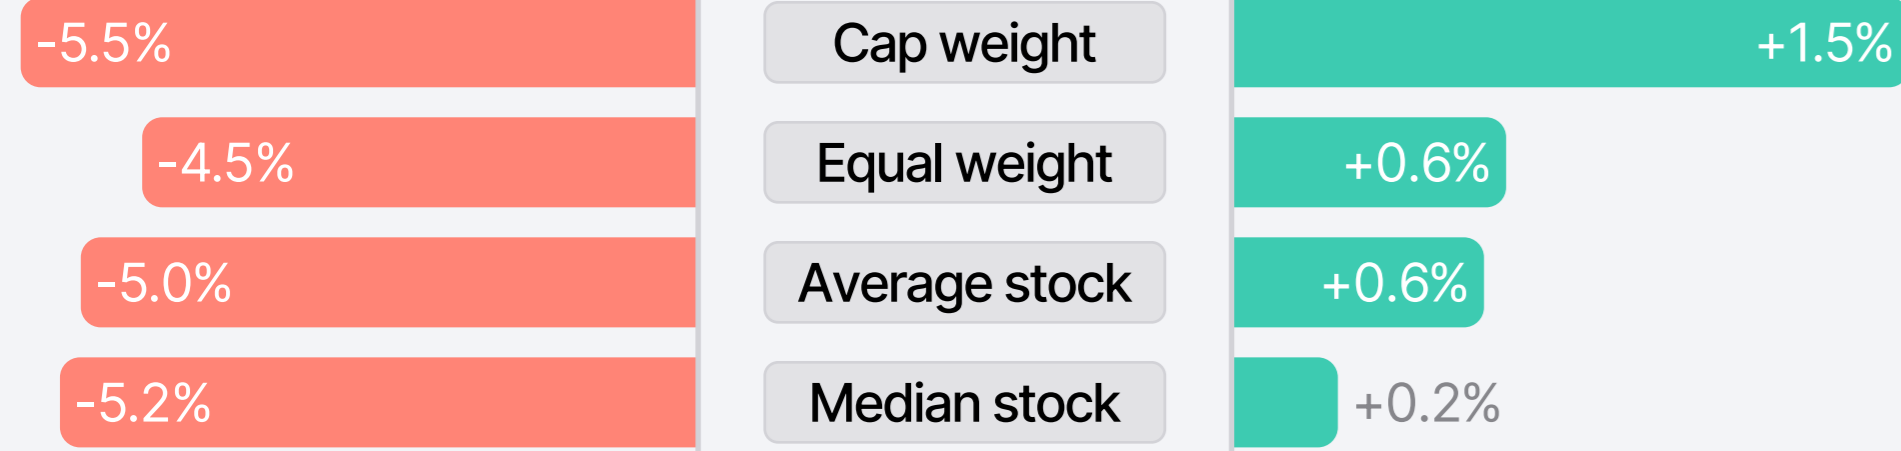 -5.5% Cap weight +1.5%
-4.5% Equal weight +0.6%
-5.0% Average stock +0.6%
-5.2% Median stock +0.2%